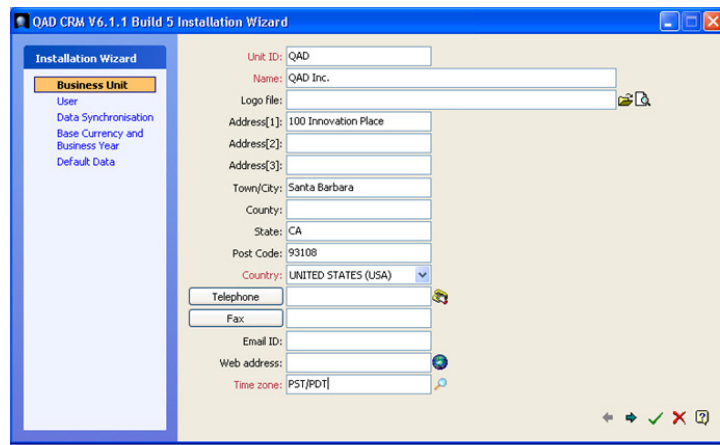 QAD CRM V6.1.1 Build 5 Installation Wizard
Installation Wizard
Business Unit
User
Data Synchronisation
Base Currency and
Business Year
Default Data
Unit ID: QAD
Name: QAD Inc.
Logo file:
Address[1]: 100 Innovation Place
Address[2]:
Address[3]:
Town/City: Santa Barbara
County:
State: CA
Post Code: 93108
Country: UNITED STATES (USA)
Telephone
Fax
Email ID:
Web address:
Time zone: PST/PDT